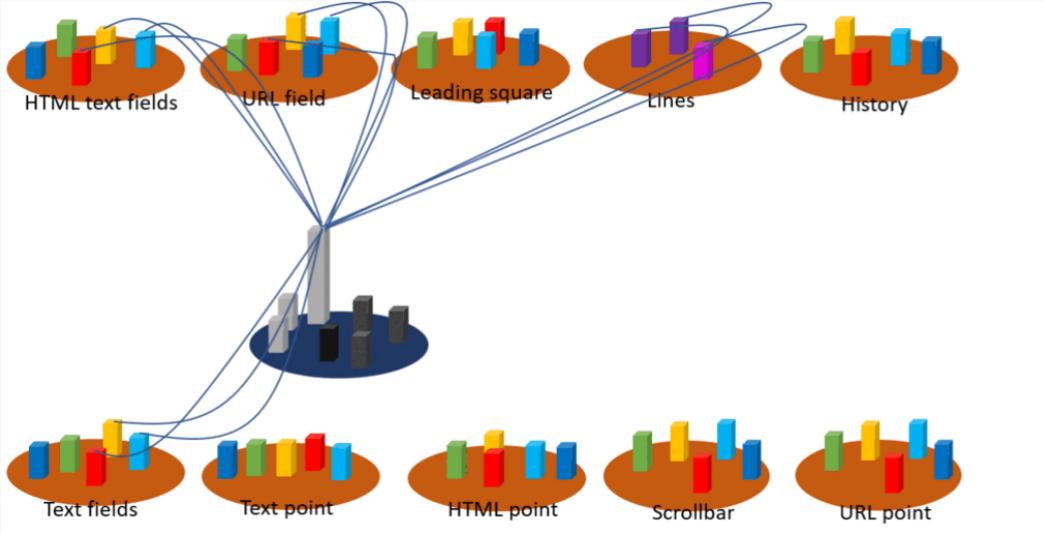 HTML text fields
URL field
Leading square
Lines
History
Text fields
Text point
HTML point
Scrollbar
URL point